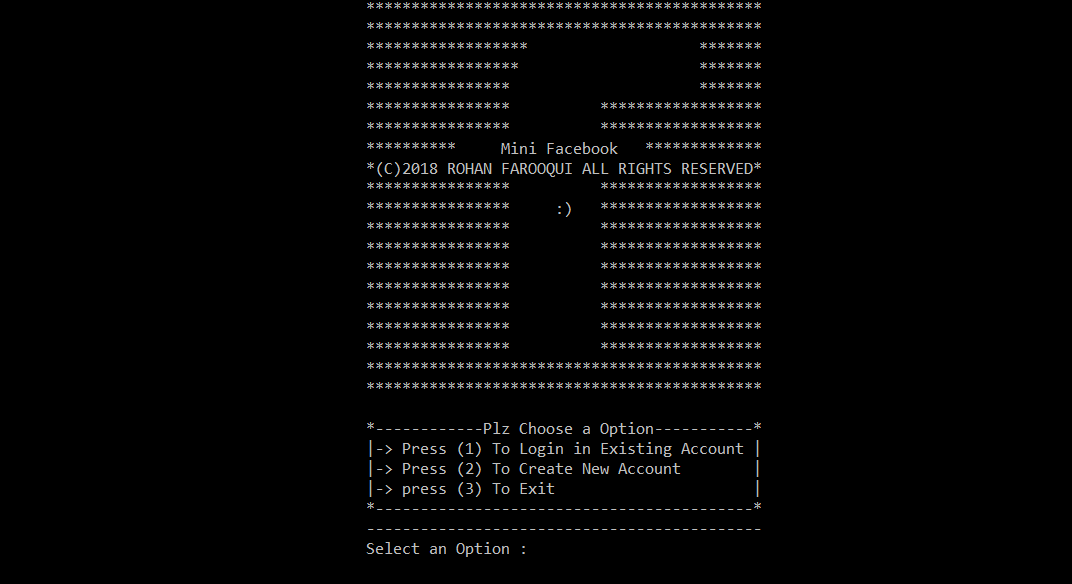 ********************************************
********************************************
******************                   *******
*****************                    *******
****************                     *******
****************          ******************
****************          ******************
**********     Mini Facebook   *************
*(C)2018 ROHAN FAROOQUI ALL RIGHTS RESERVED*
****************          ******************
****************     :)   ******************
****************          ******************
****************          ******************
****************          ******************
****************          ******************
****************          ******************
****************          ******************
****************          ******************
********************************************
********************************************
*------------Plz Choose a Option-----------*
|-> Press (1) To Login in Existing Account |
|-> Press (2) To Create New Account        |
|-> press (3) To Exit                      |
*------------------------------------------*
--------------------------------------------
Select an Option :